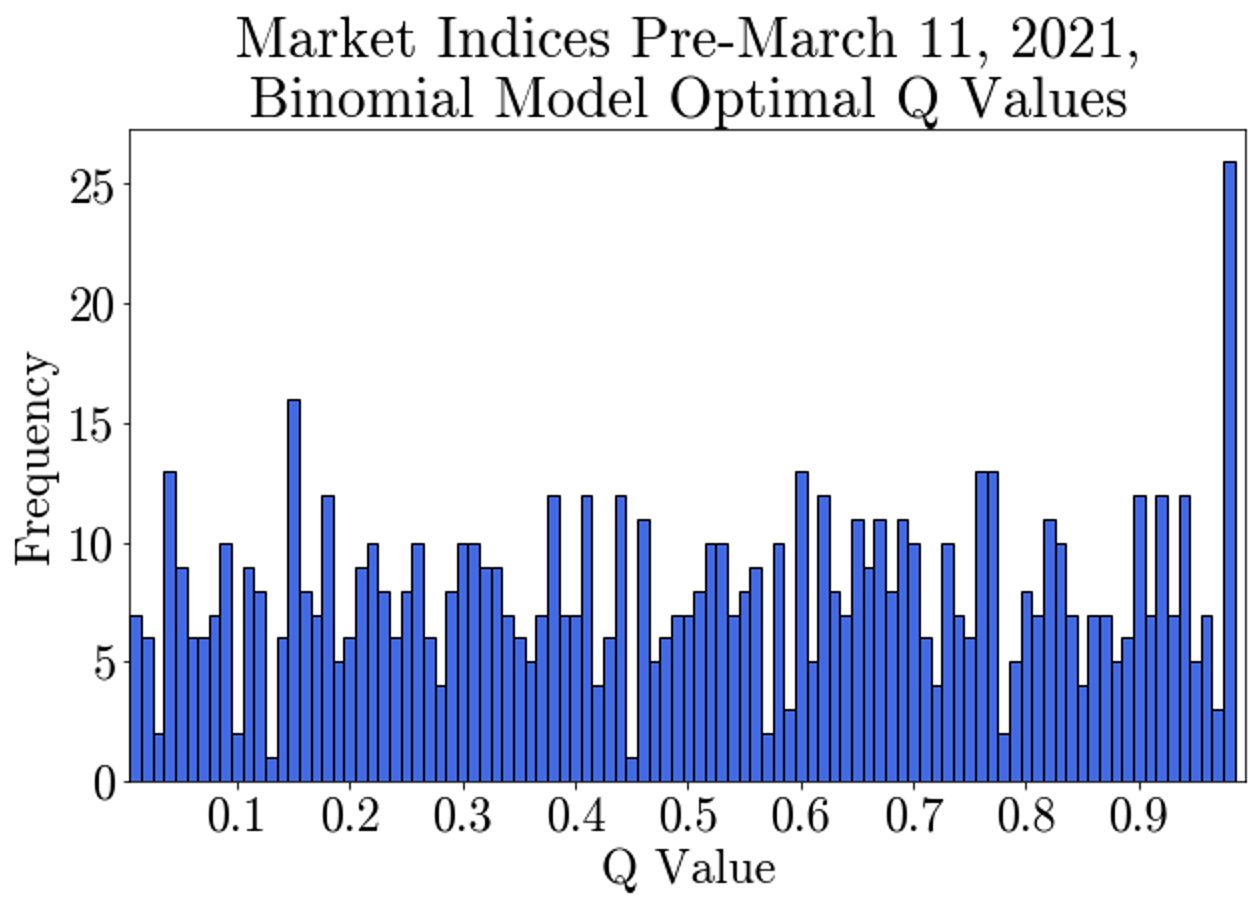 Market Indices Pre-March 11, 2021,
Binomial Model Optimal Q Values
25
20
15
10
5
0
Frequency
0.1 0.2 0.3 0.4 0.5 0.6 0.7 0.8 0.9
Q Value